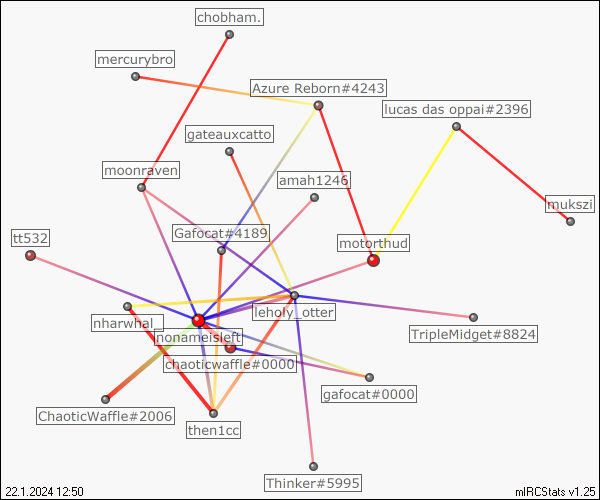 chobham.
mercurybro
Azure Reborn#4243
lucas das oppai#2396
gateauxcatto
moonraven
amah1246
mukszi
Gafocat#4189
tt532
motorthud
leholy_otter
nharwhal_
nonameisleft
TripleMidget#8824
chaoticwaffle#0000
gafocat#0000
ChaoticWaffle#2006
then1cc
Thinker#5995
22.1.2024 12:50
mIRCStats v1.25